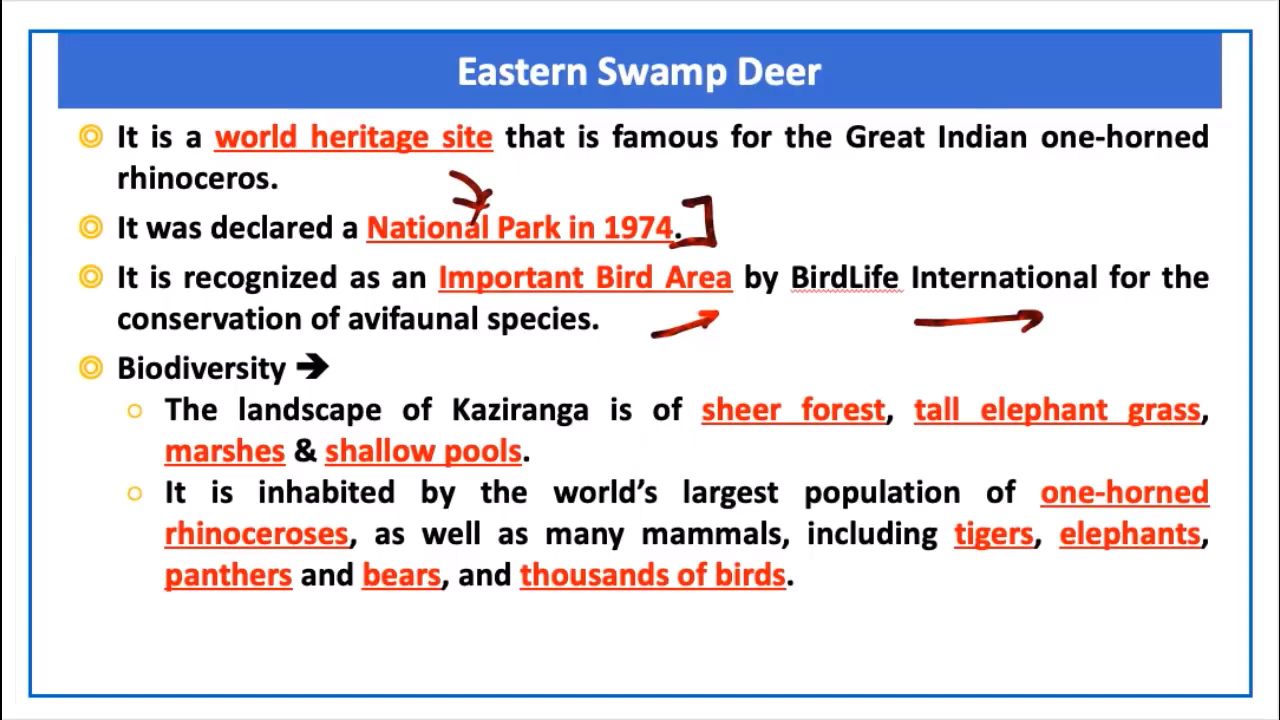 Eastern Swamp Deer
It is a world heritage site that is famous for the Great Indian one-horned
rhinoceros.
It was declared a National Park in 1974.
It is recognized as an Important Bird Area by BirdLife International for the
conservation of avifaunal species.
Biodiversity ➔
The landscape of Kaziranga is of sheer forest, tall elephant grass,
marshes & shallow pools.
It is inhabited by the world’s largest population of one-horned
rhinoceroses, as well as many mammals, including tigers, elephants,
panthers and bears, and thousands of birds.